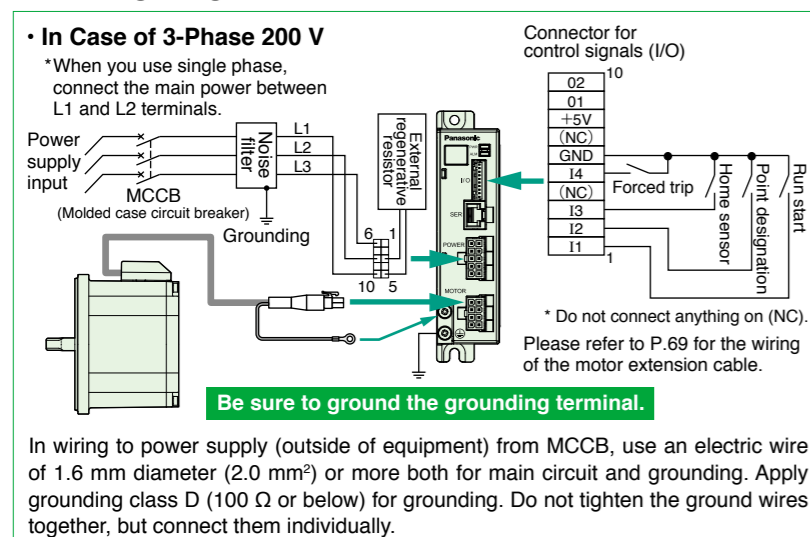 • In Case of 3-Phase 200 V
*When you use single phase,
connect the main power between
L1 and L2 terminals.
Power
supply
input
MCCB
(Molded case circuit breaker)
Noise
filter
Grounding
L1
L2
L3
External
regenerative
resistor
6
1
10
5
Panasonic
I/O
SER
POWER
MOTOR
Connector for
control signals (I/O)
10
02
01
+5V
(NC)
GND
I4
(NC)
I3
I2
I1
1
Forced trip
Home sensor
Point designation
Run start
* Do not connect anything on (NC).
Please refer to P.69 for the wiring
of the motor extension cable.
Be sure to ground the grounding terminal.
In wiring to power supply (outside of equipment) from MCCB, use an electric wire
of 1.6 mm diameter (2.0 mm²) or more both for main circuit and grounding. Apply
grounding class D (100 Ω or below) for grounding. Do not tighten the ground wires
together, but connect them individually.